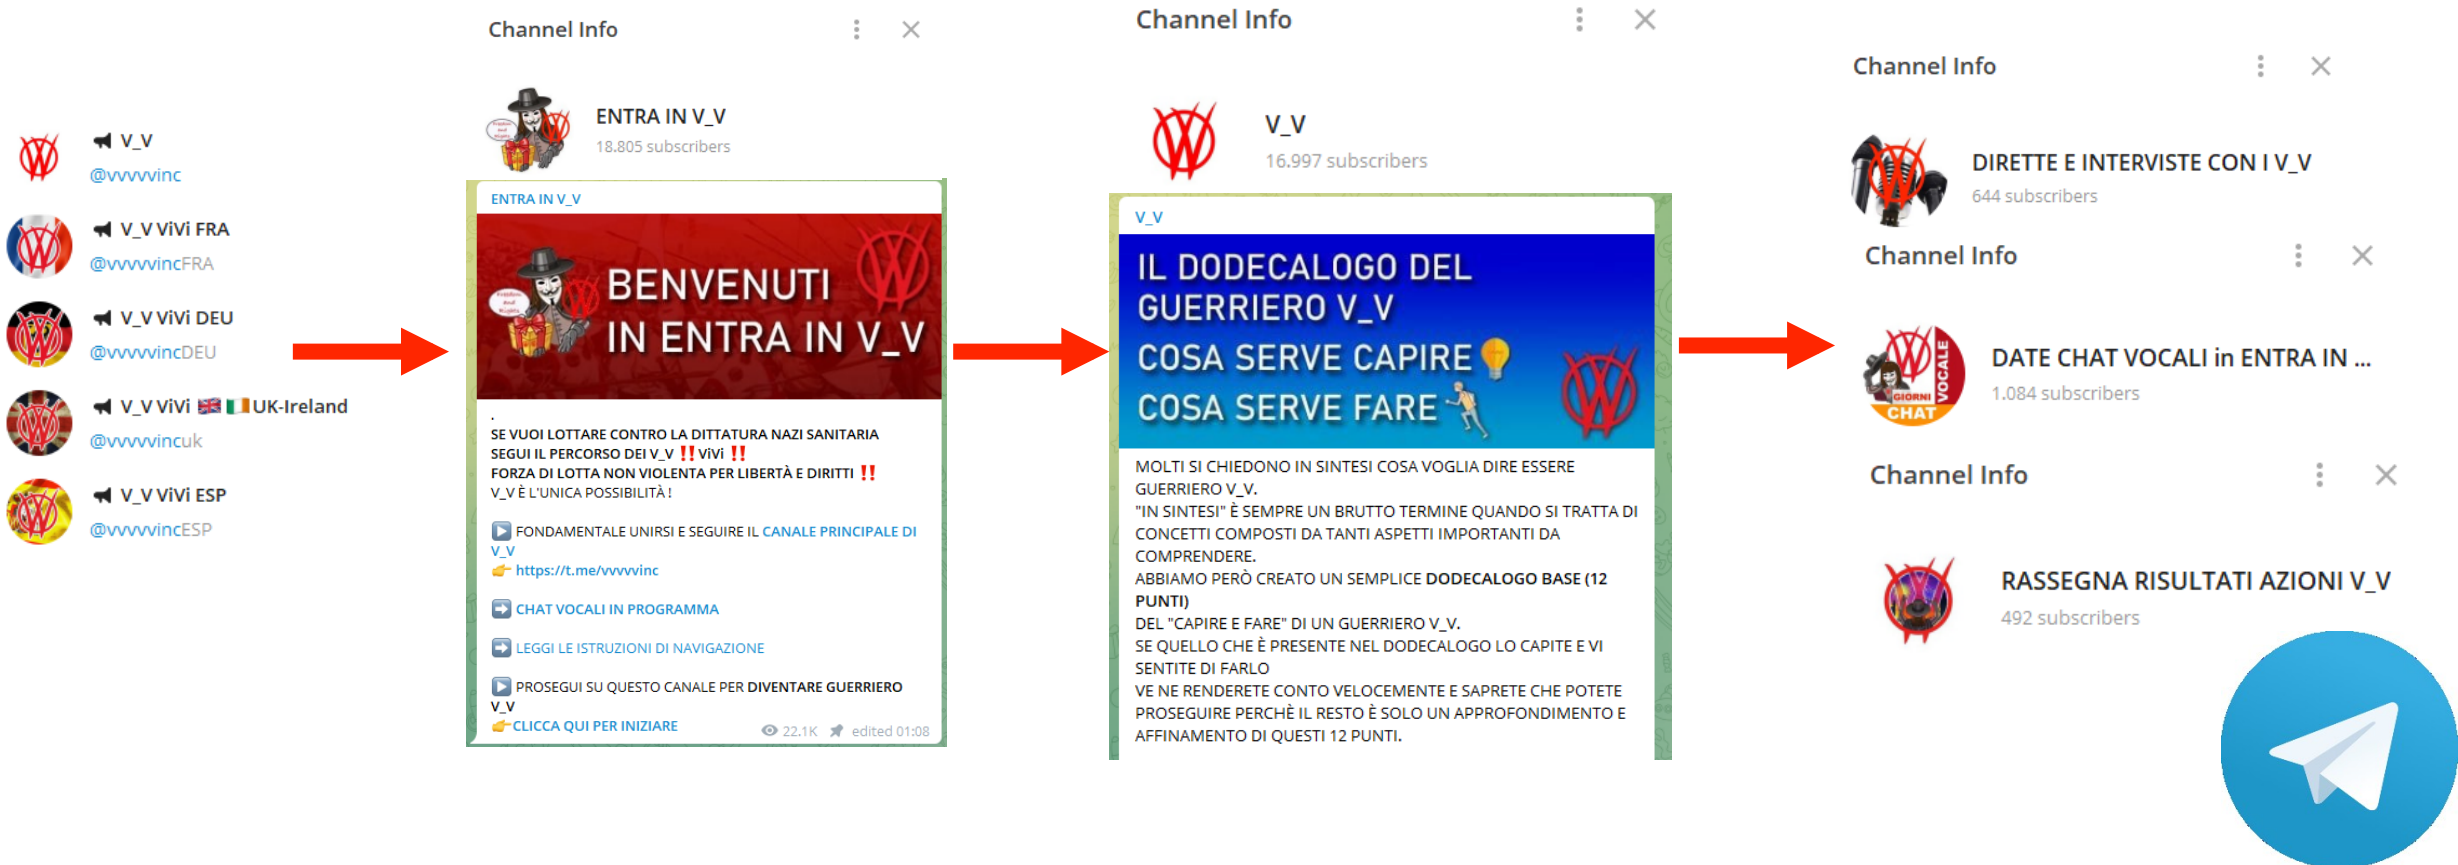 V_V
@vvvvvinc
V_V ViVi FRA
@vvvvvincFRA
V_V ViVi DEU
@vvvvvincDEU
V_V ViVi 🇬🇧 🇮🇪 UK-Ireland
@vvvvvincuk
V_V ViVi ESP
@vvvvvincESP
Channel Info
ENTRA IN V_V
18.805 subscribers
ENTRA IN V_V
BENVENUTI
IN ENTRA IN V_V
.
SE VUOI LOTTARE CONTRO LA DITTATURA NAZI SANITARIA
SEGUI IL PERCORSO DEI V_V ‼️ ViVi ‼️
FORZA DI LOTTA NON VIOLENTA PER LIBERTÀ E DIRITTI ‼️
V_V È L'UNICA POSSIBILITÀ !
▶️ FONDAMENTALE UNIRSI E SEGUIRE IL CANALE PRINCIPALE DI
V_V
👉 https://t.me/vvvvvinc
➡️ CHAT VOCALI IN PROGRAMMA
➡️ LEGGI LE ISTRUZIONI DI NAVIGAZIONE
▶️ PROSEGUI SU QUESTO CANALE PER DIVENTARE GUERRIERO
V_V
👉CLICCA QUI PER INIZIARE
22.1K edited 01:08
Channel Info
V_V
16.997 subscribers
V_V
IL DODECALOGO DEL
GUERRIERO V_V
COSA SERVE CAPIRE
COSA SERVE FARE
MOLTI SI CHIEDONO IN SINTESI COSA VOGLIA DIRE ESSERE
GUERRIERO V_V.
"IN SINTESI" È SEMPRE UN BRUTTO TERMINE QUANDO SI TRATTA DI
CONCETTI COMPOSTI DA TANTI ASPETTI IMPORTANTI DA
COMPRENDERE.
ABBIAMO PERÒ CREATO UN SEMPLICE DODECALOGO BASE (12
PUNTI)
DEL "CAPIRE E FARE" DI UN GUERRIERO V_V.
SE QUELLO CHE È PRESENTE NEL DODECALOGO LO CAPITE E VI
SENTITE DI FARLO
VE NE RENDERETE CONTO VELOCEMENTE E SAPRETE CHE POTETE
PROSEGUIRE PERCHÈ IL RESTO È SOLO UN APPROFONDIMENTO E
AFFINAMENTO DI QUESTI 12 PUNTI.
Channel Info
DIRETTE E INTERVISTE CON I V_V
644 subscribers
Channel Info
VOCALE
GIORNI
CHAT
DATE CHAT VOCALI in ENTRA IN ...
1.084 subscribers
Channel Info
RASSEGNA RISULTATI AZIONI V_V
492 subscribers